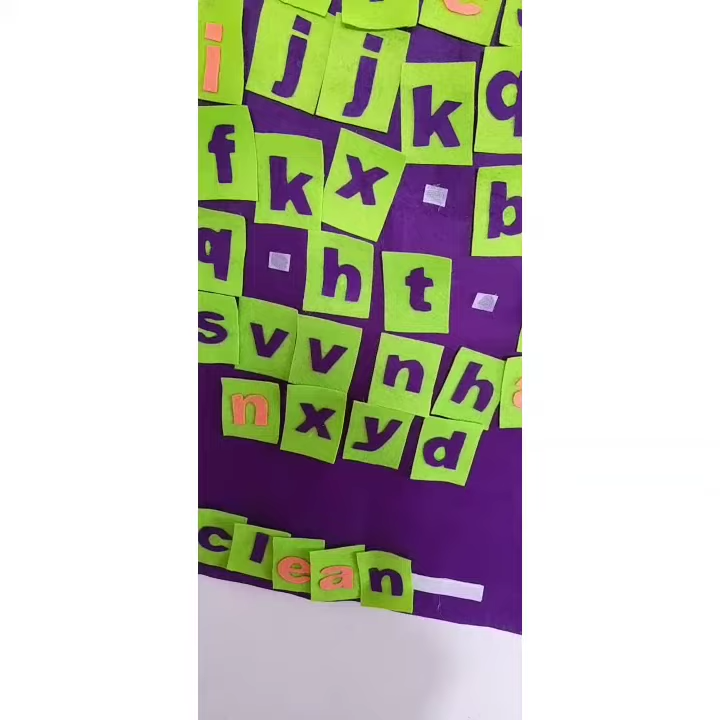 i j j k q
f k x b
q h t
s v v n h a
n x y d
clean